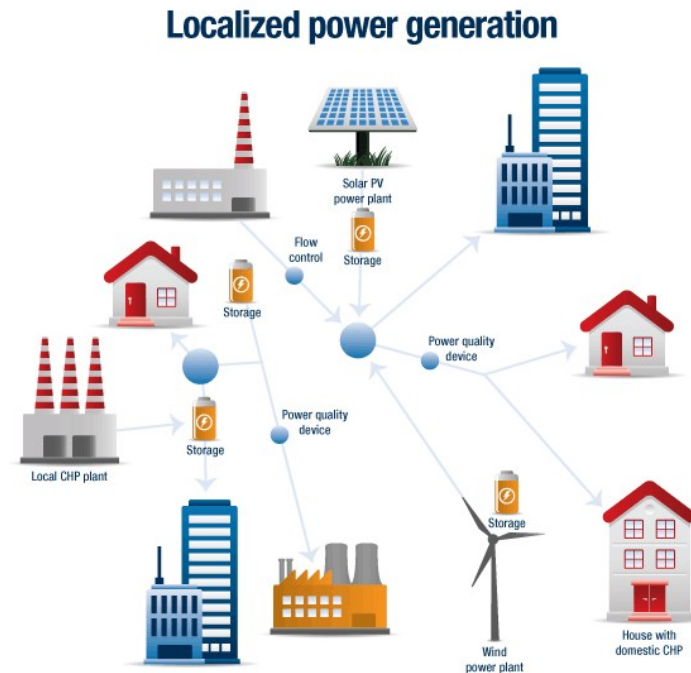 Localized power generation
Solar PV
power plant
Flow
control
Storage
Storage
Power quality
device
Power quality
device
Storage
Local CHP plant
Storage
Wind
power plant
House with
domestic CHP